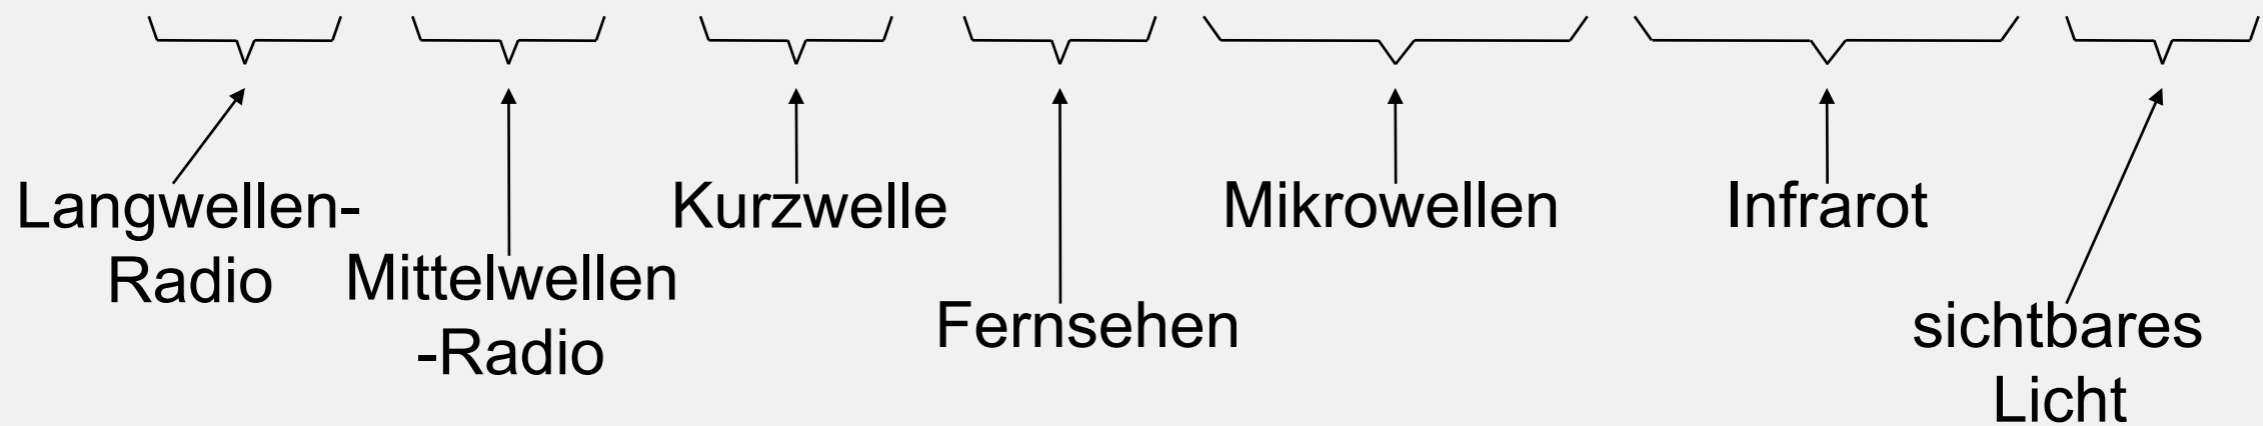 Langwellen-
Radio
Mittelwellen
-Radio
Kurzwelle
Fernsehen
Mikrowellen
Infrarot
sichtbares
Licht